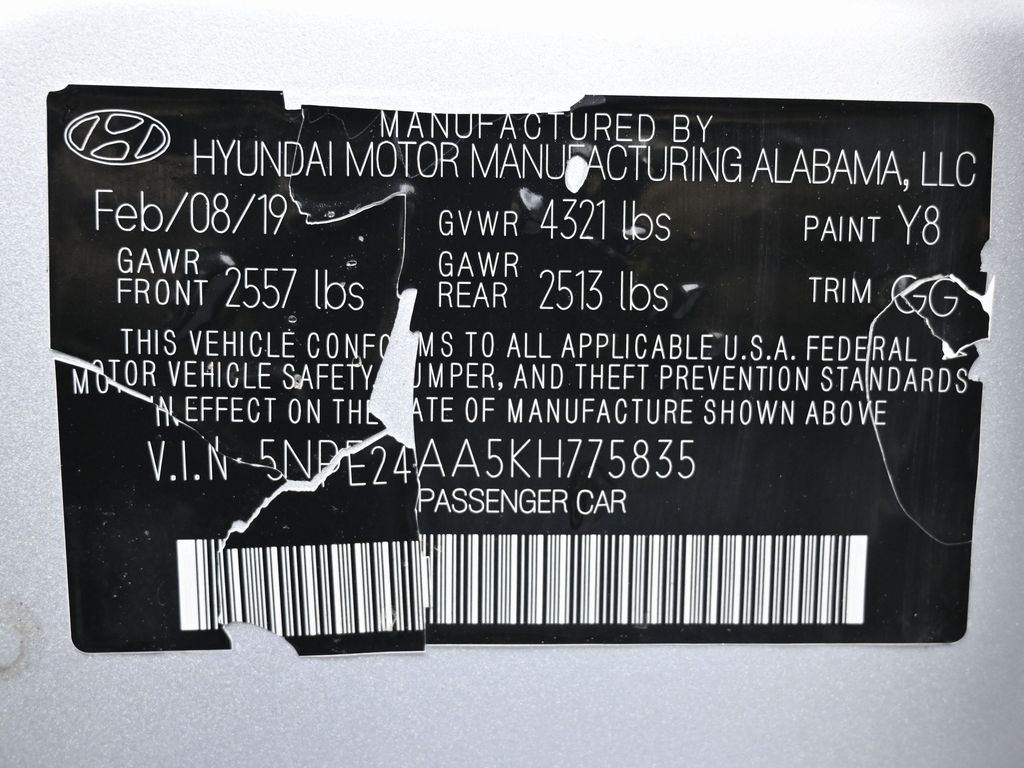 MANUFACTURED BY
HYUNDAI MOTOR MANUFACTURING ALABAMA, LLC
Feb/08/19 GVWR 4321 lbs PAINT Y8
GAWR FRONT 2557 lbs GAWR REAR 2513 lbs TRIM GG
THIS VEHICLE CONFORMS TO ALL APPLICABLE U.S.A. FEDERAL
MOTOR VEHICLE SAFETY, BUMPER, AND THEFT PREVENTION STANDARDS
IN EFFECT ON THE DATE OF MANUFACTURE SHOWN ABOVE
V.I.N 5NPE24AA5KH775835
PASSENGER CAR